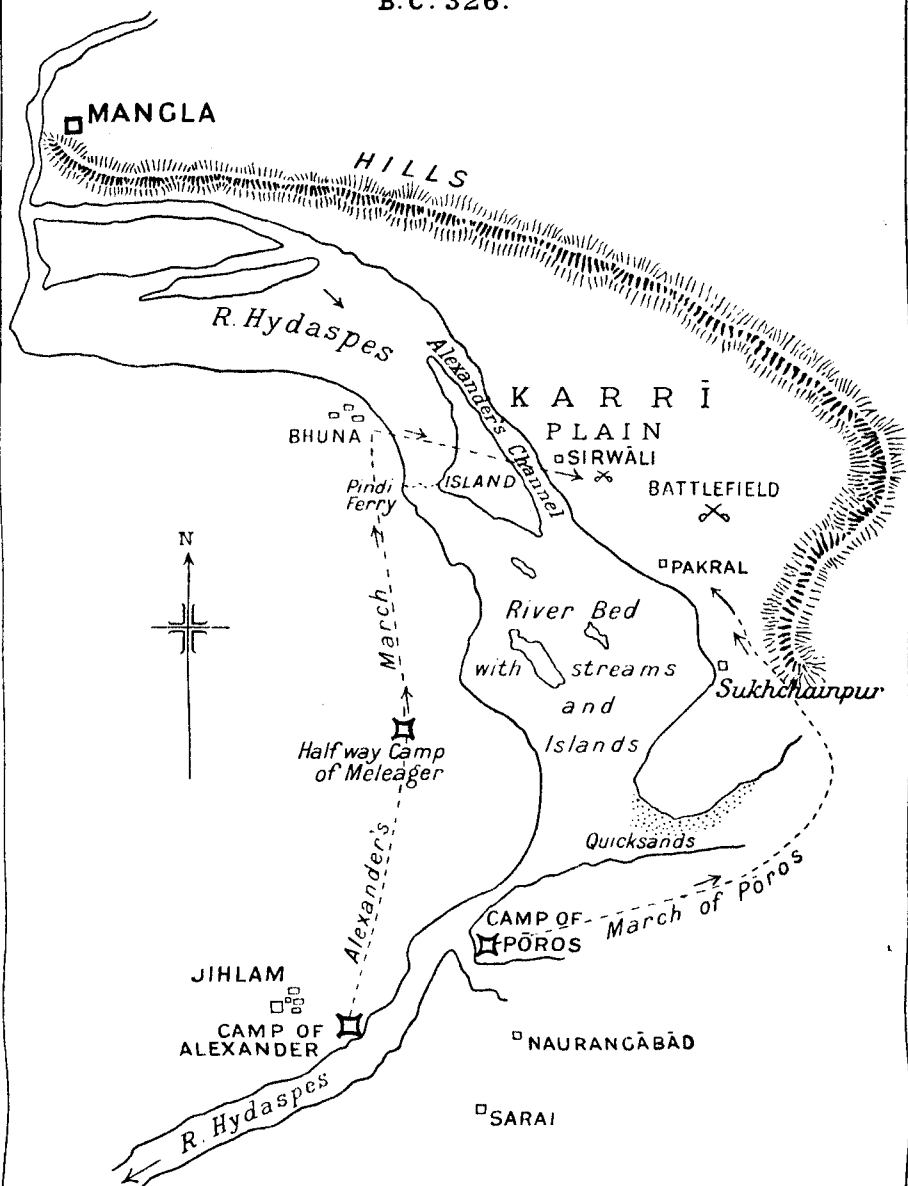 B.C. 326.
MANGLA
HILLS
R. Hydaspes
Alexander's Channel
KARRĪ
PLAIN
BHUNA
SIRWĀLI
Pindi
Ferry
ISLAND
BATTLEFIELD
N
PAKRAL
River Bed
with streams
and
Islands
Sukhchainpur
Half way Camp
of Meleager
Alexander's March
Quicksands
March of Pōros
CAMP OF
PŌROS
JIHLAM
CAMP OF
ALEXANDER
NAURANGĀBĀD
R. Hydaspes
SARAI